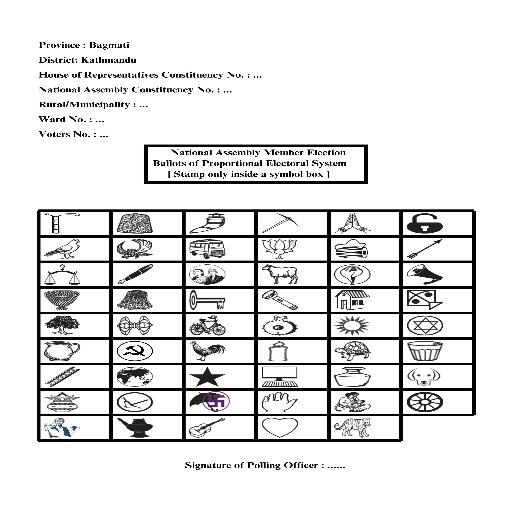 Province : Bagmati
District: Kathmandu
House of Representatives Constituency No. : ...
National Assembly Constituency No. : ...
Rural/Municipality : ...
Ward No. : ...
Voters No. : ...
National Assembly Member Election
Ballots of Proportional Electoral System
[ Stamp only inside a symbol box ]
Signature of Polling Officer : ......